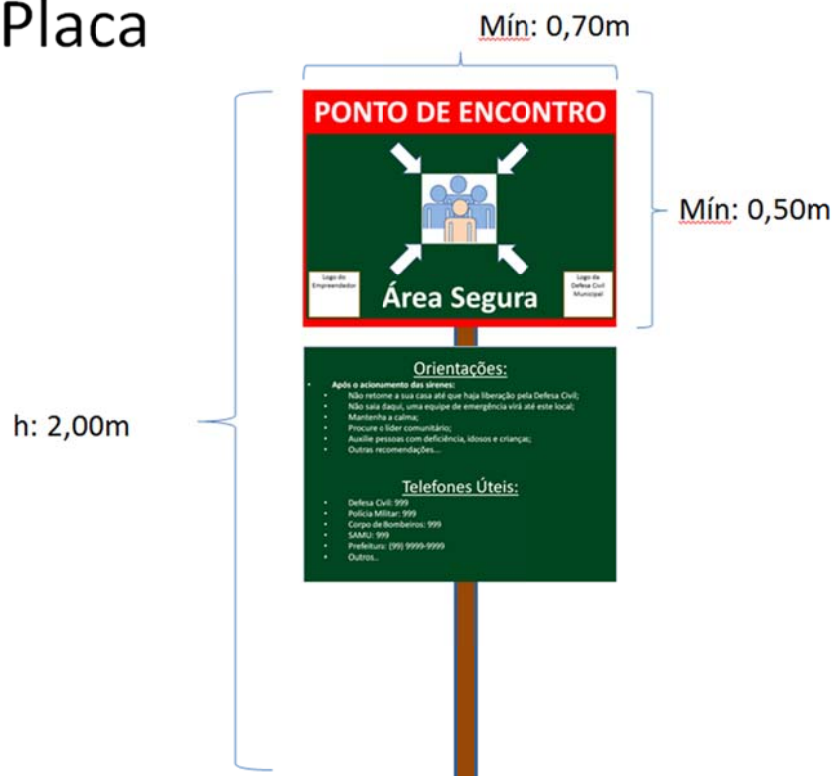 Placa
Mín: 0,70m
PONTO DE ENCONTRO
Mín: 0,50m
Logo do
Empreendedor
Área Segura
Logo da
Defesa Civil
Municipal
h: 2,00m
Orientações:
• Após o acionamento das sirenes:
• Não retorne a sua casa até que haja liberação pela Defesa Civil;
• Não saia daqui, uma equipe de emergência virá até este local;
• Mantenha a calma;
• Procure o líder comunitário;
• Auxilie pessoas com deficiência, idosos e crianças;
• Outras recomendações...
Telefones Úteis:
• Defesa Civil: 999
• Polícia Militar: 999
• Corpo de Bombeiros: 999
• SAMU: 999
• Prefeitura: (99) 9999-9999
• Outros..